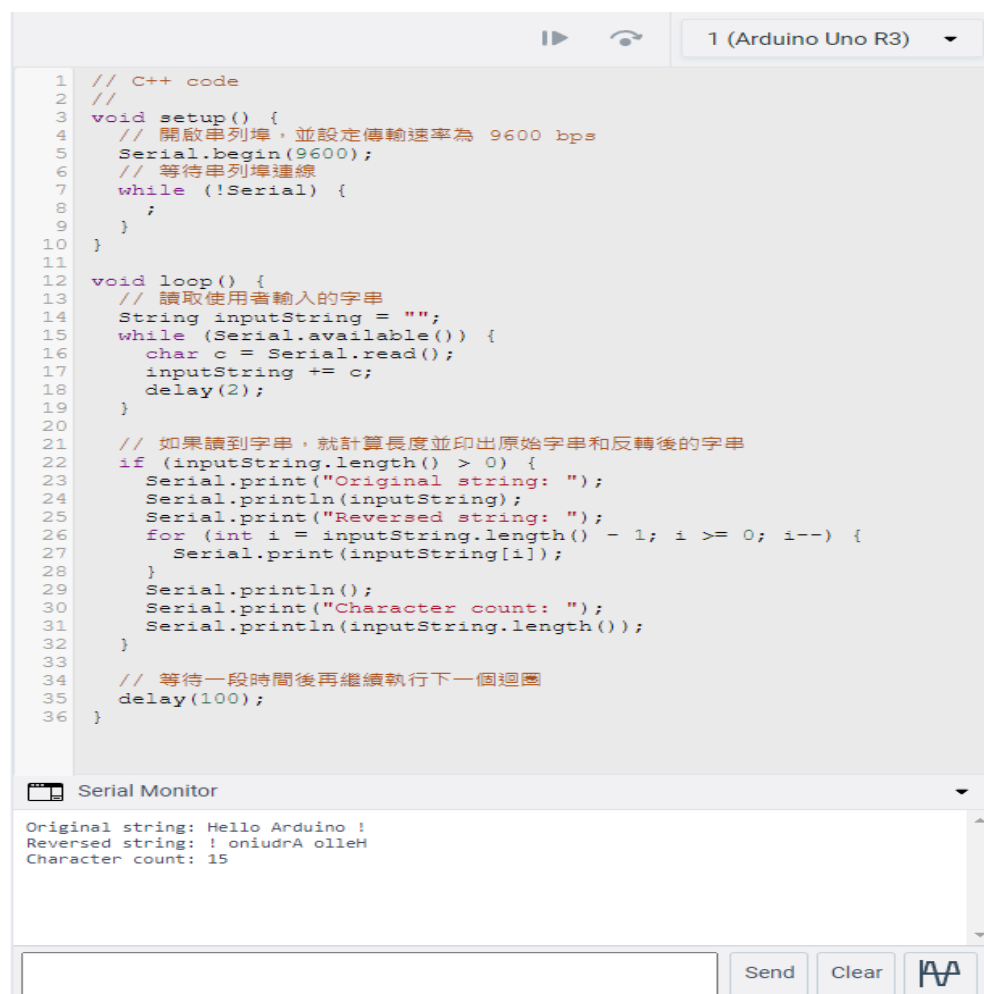 1 (Arduino Uno R3)
1 // C++ code
2 //
3 void setup() {
4   // 開啟串列埠，並設定傳輸速率為 9600 bps
5   Serial.begin(9600);
6   // 等待串列埠連線
7   while (!Serial) {
8     ;
9   }
10 }
11
12 void loop() {
13   // 讀取使用者輸入的字串
14   String inputString = "";
15   while (Serial.available()) {
16     char c = Serial.read();
17     inputString += c;
18     delay(2);
19   }
20
21   // 如果讀到字串，就計算長度並印出原始字串和反轉後的字串
22   if (inputString.length() > 0) {
23     Serial.print("Original string: ");
24     Serial.println(inputString);
25     Serial.print("Reversed string: ");
26     for (int i = inputString.length() - 1; i >= 0; i--) {
27       Serial.print(inputString[i]);
28     }
29     Serial.println();
30     Serial.print("Character count: ");
31     Serial.println(inputString.length());
32   }
33
34   // 等待一段時間後再繼續執行下一個迴圈
35   delay(100);
36 }
Serial Monitor
Original string: Hello Arduino !
Reversed string: ! oniudrA olleH
Character count: 15
Send Clear